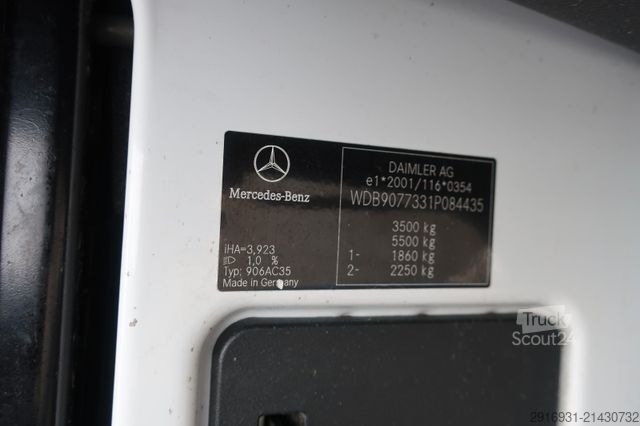 Mercedes-Benz
iHA=3,923
1,0 %
Typ: 906AC35
Made in Germany
DAIMLER AG
e1*2001/116*0354
WDB9077331P084435
3500 kg
5500 kg
1- 1860 kg
2- 2250 kg
Truck
Scout24
2916931-21430732